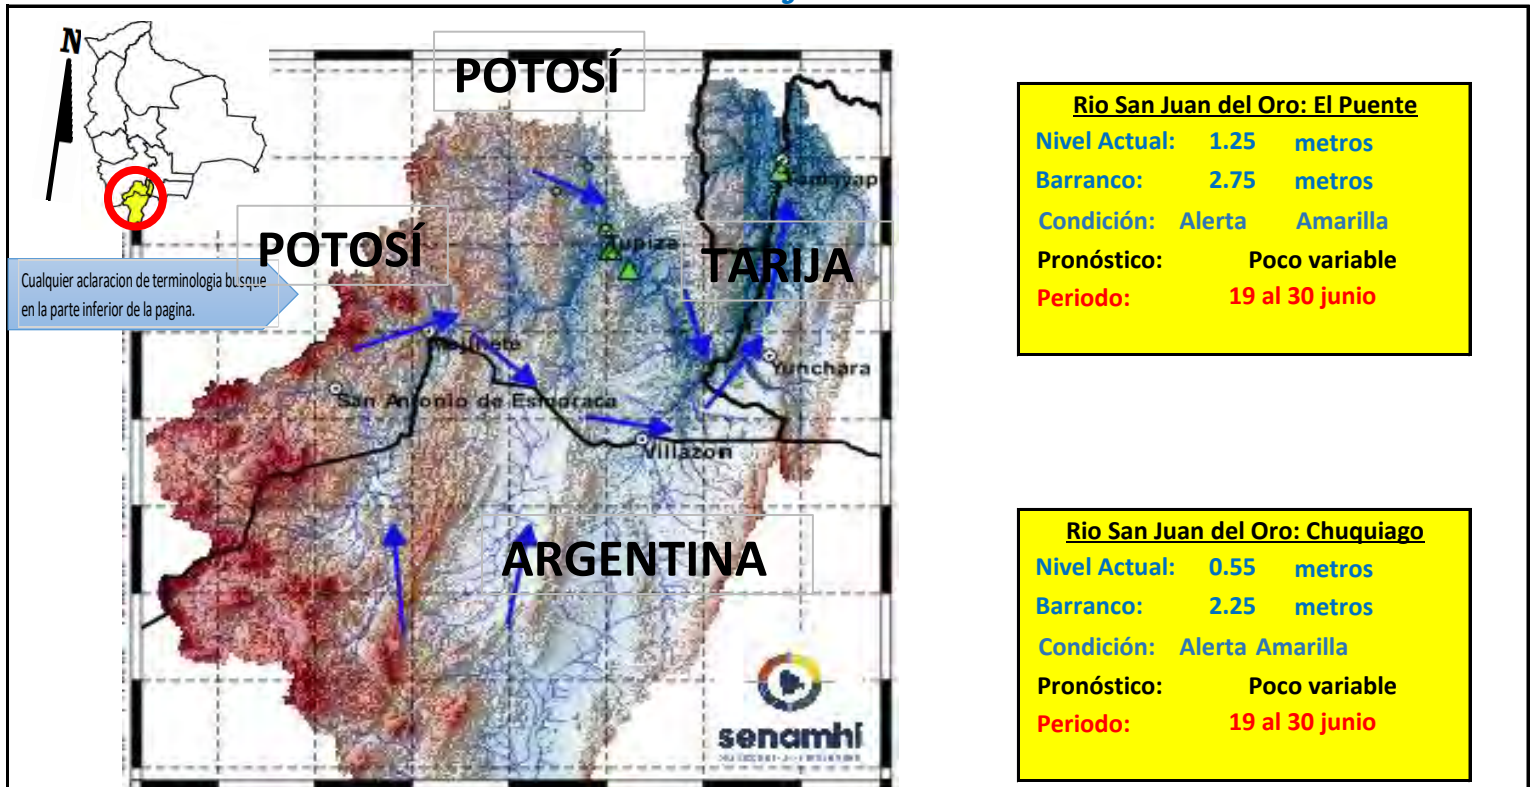 N
POTOSÍ
POTOSÍ
TARIJA
Cualquier aclaracion de terminologia busque
en la parte inferior de la pagina.
Tupiza
Yunchara
San Antonio de Esmoraca
Villazon
ARGENTINA
senamhi
Rio San Juan del Oro: El Puente
Nivel Actual: 1.25 metros
Barranco: 2.75 metros
Condición: Alerta Amarilla
Pronóstico: Poco variable
Periodo: 19 al 30 junio
Rio San Juan del Oro: Chuquiago
Nivel Actual: 0.55 metros
Barranco: 2.25 metros
Condición: Alerta Amarilla
Pronóstico: Poco variable
Periodo: 19 al 30 junio